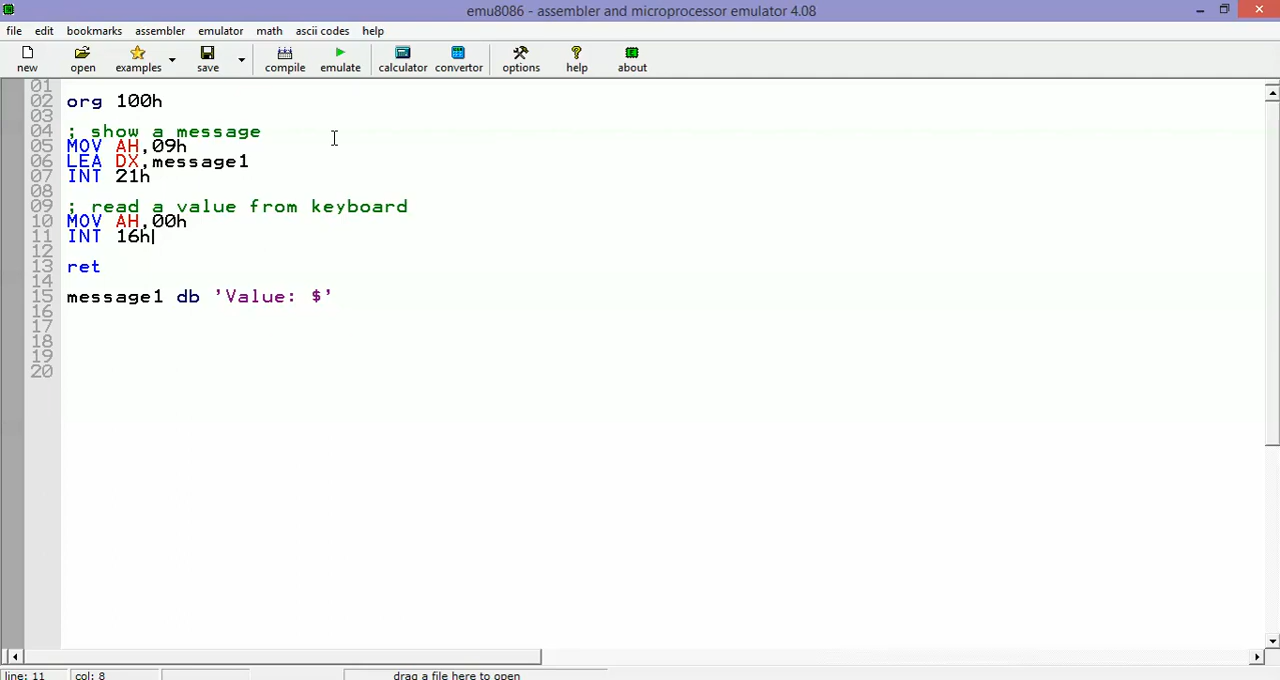 emu8086 - assembler and microprocessor emulator 4.08
file edit bookmarks assembler emulator math ascii codes help
new open examples save compile emulate calculator convertor options help about
01
02 org 100h
03
04 ; show a message
05 MOV AH,09h
06 LEA DX,message1
07 INT 21h
08
09 ; read a value from keyboard
10 MOV AH,00h
11 INT 16h
12
13 ret
14
15 message1 db 'Value: $'
16
17
18
19
20
line: 11 col: 8 drag a file here to open